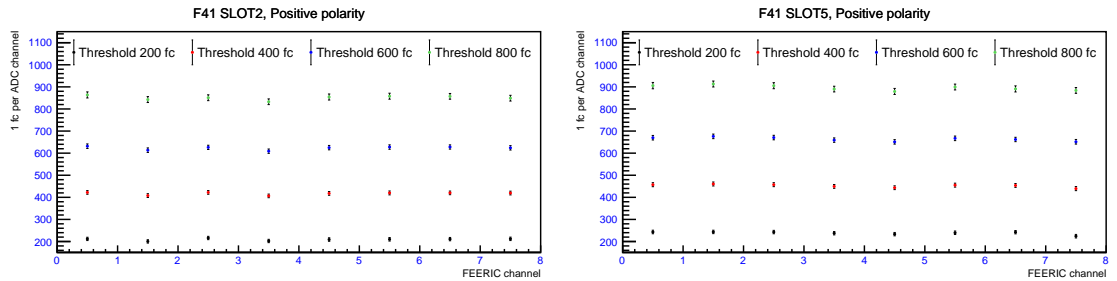 F41 SLOT2, Positive polarity
1 fc per ADC channel
1100
1000
900
800
700
600
500
400
300
200
Threshold 200 fc Threshold 400 fc Threshold 600 fc Threshold 800 fc
0 1 2 3 4 5 6 7 8
FEERIC channel
F41 SLOT5, Positive polarity
1 fc per ADC channel
1100
1000
900
800
700
600
500
400
300
200
Threshold 200 fc Threshold 400 fc Threshold 600 fc Threshold 800 fc
0 1 2 3 4 5 6 7 8
FEERIC channel